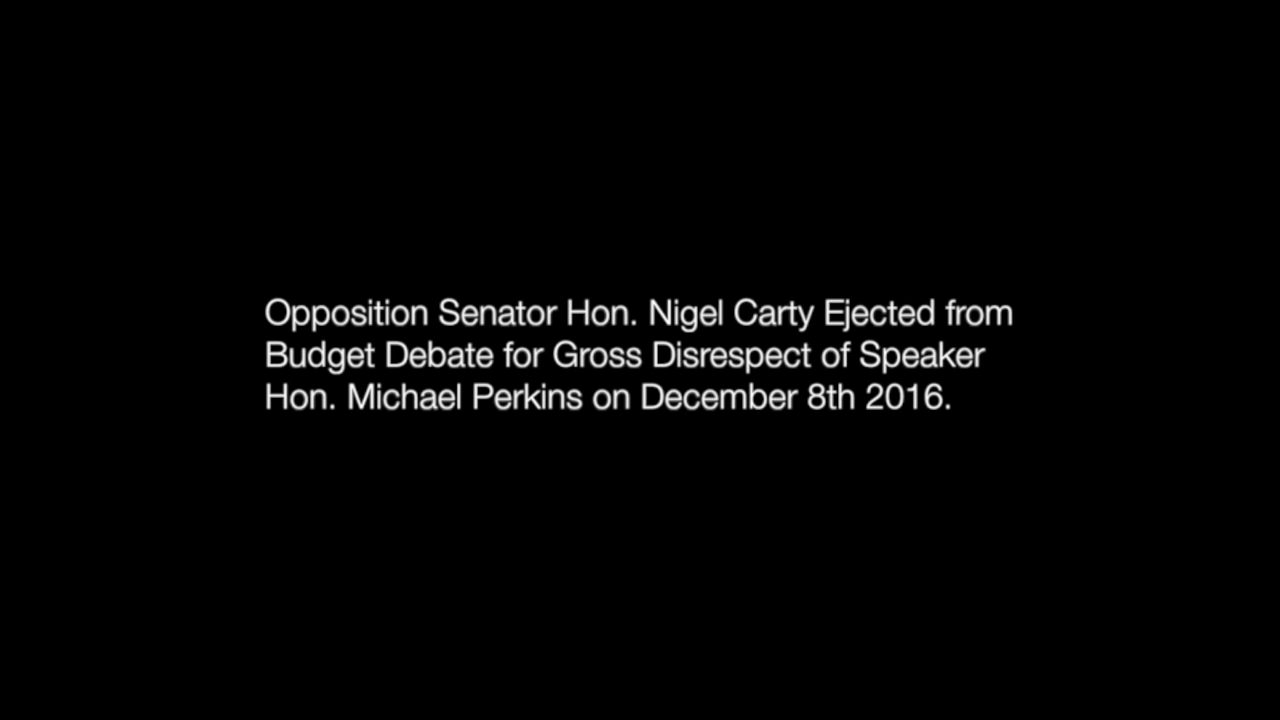 Opposition Senator Hon. Nigel Carty Ejected from
Budget Debate for Gross Disrespect of Speaker
Hon. Michael Perkins on December 8th 2016.